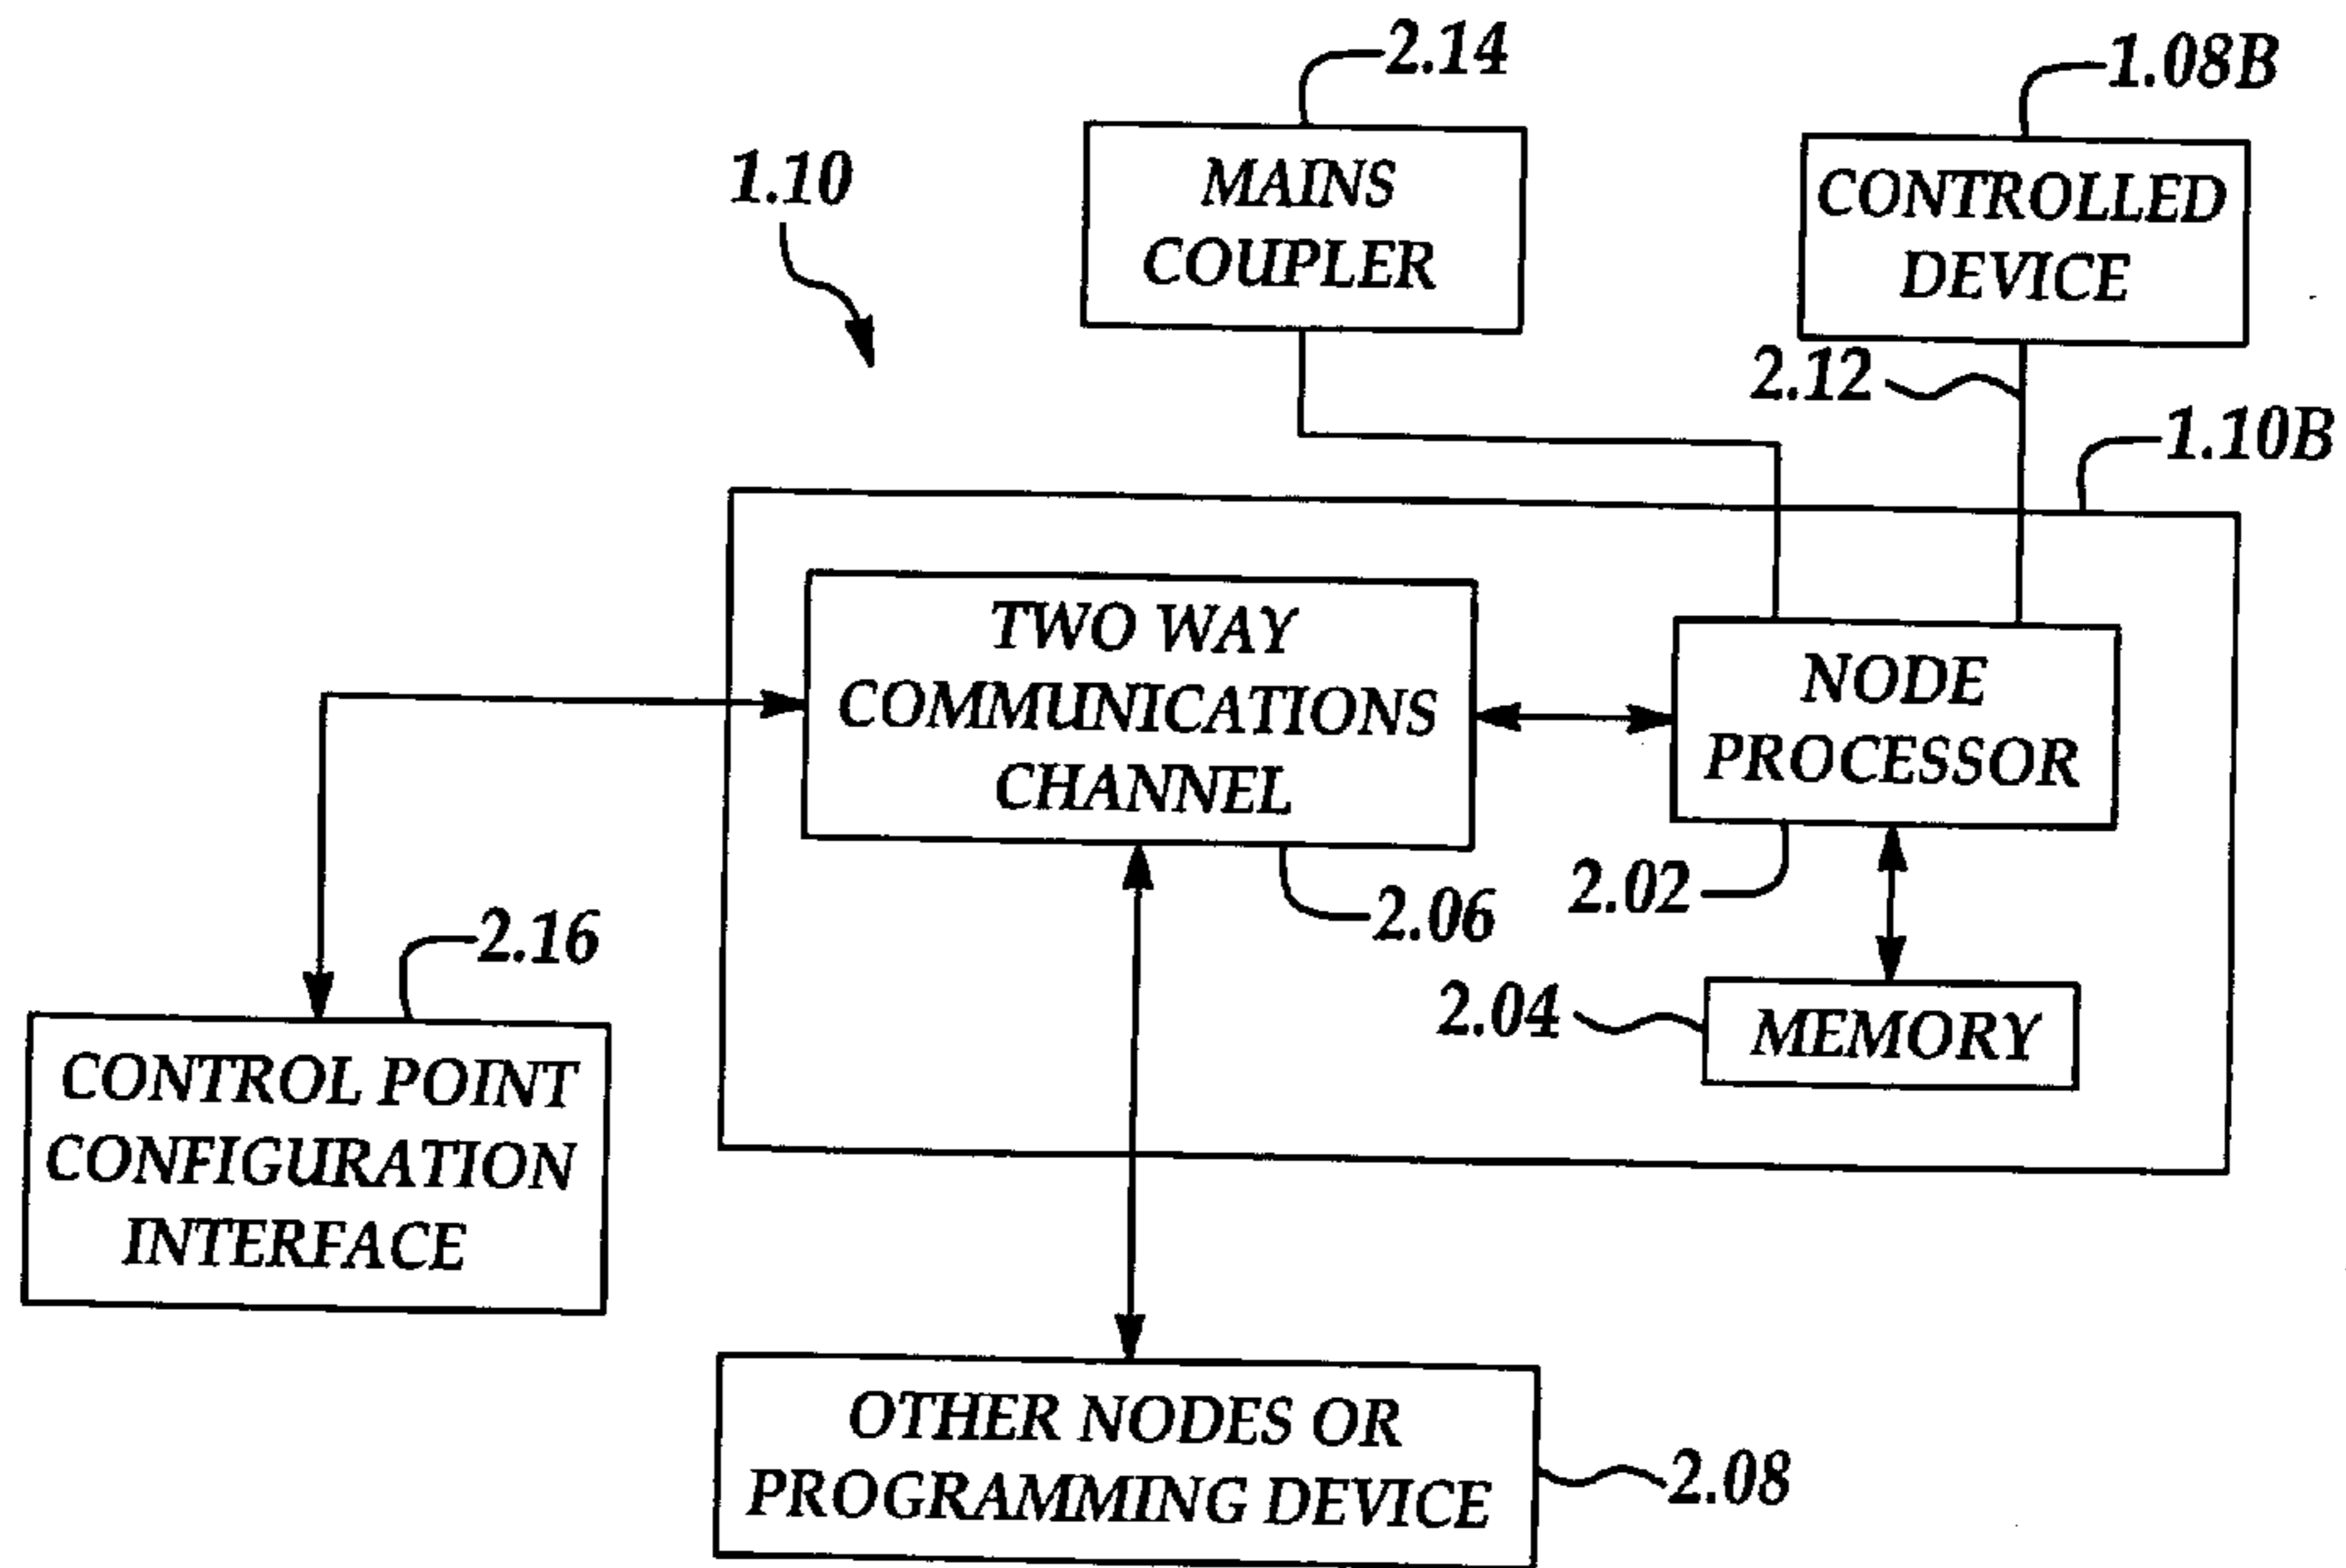 2.14
1.08B
1.10
MAINS
COUPLER
CONTROLLED
DEVICE
2.12
1.10B
TWO WAY
COMMUNICATIONS
CHANNEL
NODE
PROCESSOR
2.02
2.06
2.16
2.04
MEMORY
CONTROL POINT
CONFIGURATION
INTERFACE
OTHER NODES OR
PROGRAMMING DEVICE
2.08